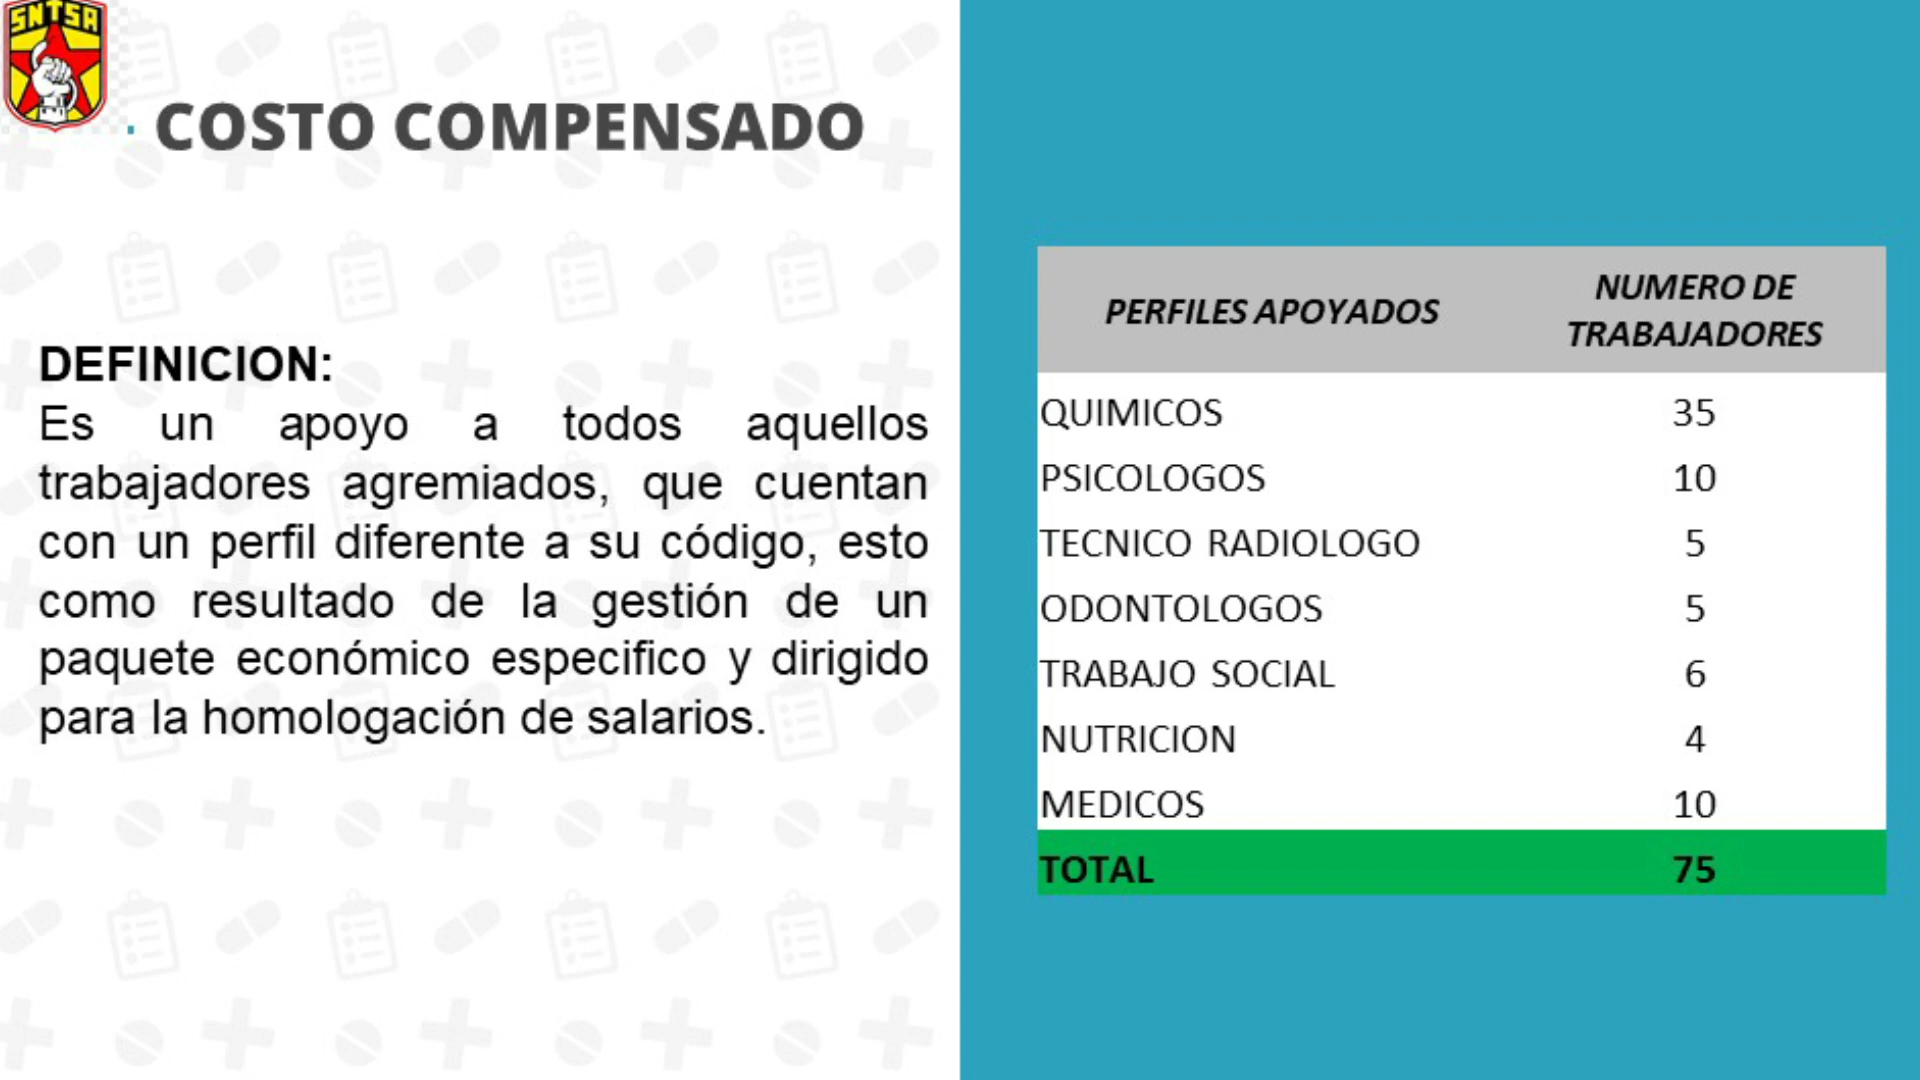 SNTSA
COSTO COMPENSADO
DEFINICION:
Es un apoyo a todos aquellos
trabajadores agremiados, que cuentan
con un perfil diferente a su código, esto
como resultado de la gestión de un
paquete económico especifico y dirigido
para la homologación de salarios.
PERFILES APOYADOS NUMERO DE TRABAJADORES
QUIMICOS 35
PSICOLOGOS 10
TECNICO RADIOLOGO 5
ODONTOLOGOS 5
TRABAJO SOCIAL 6
NUTRICION 4
MEDICOS 10
TOTAL 75